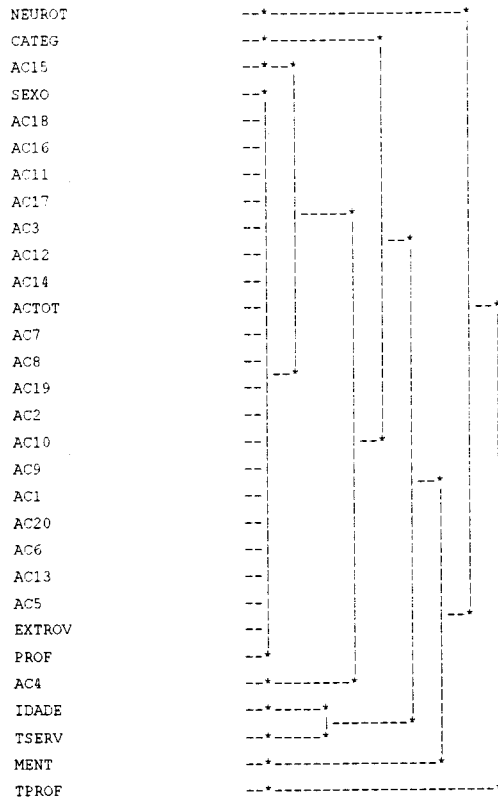 NEUROT
CATEG
AC15
SEXO
AC18
AC16
AC11
AC17
AC3
AC12
AC14
ACTOT
AC7
AC8
AC19
AC2
AC10
AC9
AC1
AC20
AC6
AC13
AC5
EXTROV
PROF
AC4
IDADE
TSERV
MENT
TPROF